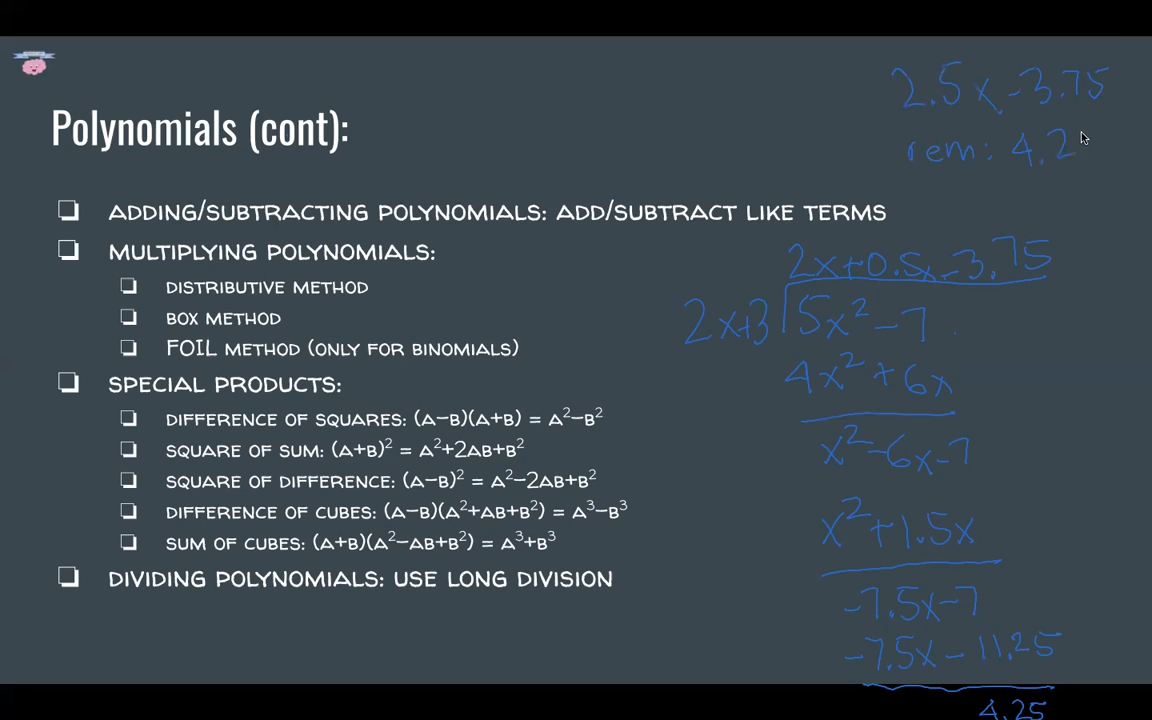 Polynomials (cont):
❏ ADDING/SUBTRACTING POLYNOMIALS: ADD/SUBTRACT LIKE TERMS
❏ MULTIPLYING POLYNOMIALS:
❏ DISTRIBUTIVE METHOD
❏ BOX METHOD
❏ FOIL METHOD (ONLY FOR BINOMIALS)
❏ SPECIAL PRODUCTS:
❏ DIFFERENCE OF SQUARES: (A-B)(A+B) = A²-B²
❏ SQUARE OF SUM: (A+B)² = A²+2AB+B²
❏ SQUARE OF DIFFERENCE: (A-B)² = A²-2AB+B²
❏ DIFFERENCE OF CUBES: (A-B)(A²+AB+B²) = A³-B³
❏ SUM OF CUBES: (A+B)(A²-AB+B²) = A³+B³
❏ DIVIDING POLYNOMIALS: USE LONG DIVISION
2.5x-3.75
rem: 4.2
2x+0.5x-3.75
2x+3 5x²-7
4x²+6x
x²-6x-7
x²+1.5x
-7.5x-7
-7.5x-11.25
4.25